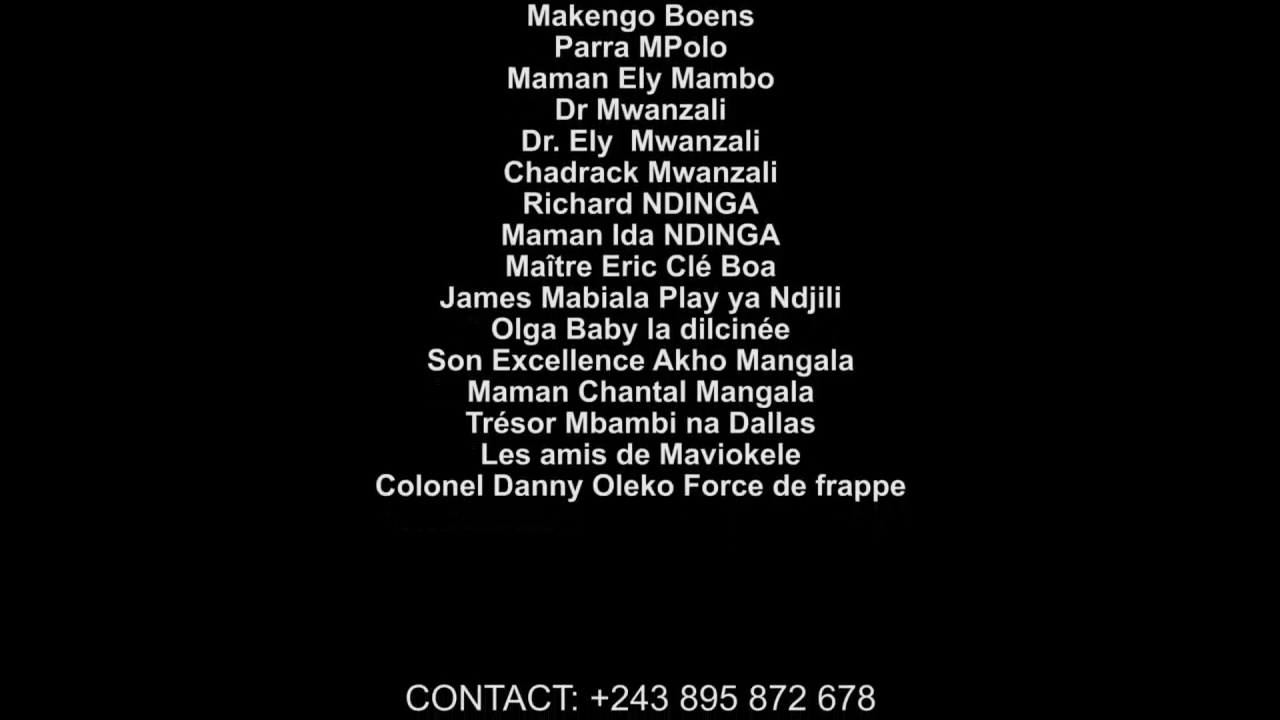 Makengo Boens
Parra MPolo
Maman Ely Mambo
Dr Mwanzali
Dr. Ely  Mwanzali
Chadrack Mwanzali
Richard NDINGA
Maman Ida NDINGA
Maître Eric Clé Boa
James Mabiala Play ya Ndjili
Olga Baby la dilcinée
Son Excellence Akho Mangala
Maman Chantal Mangala
Trésor Mbambi na Dallas
Les amis de Maviokele
Colonel Danny Oleko Force de frappe
CONTACT: +243 895 872 678